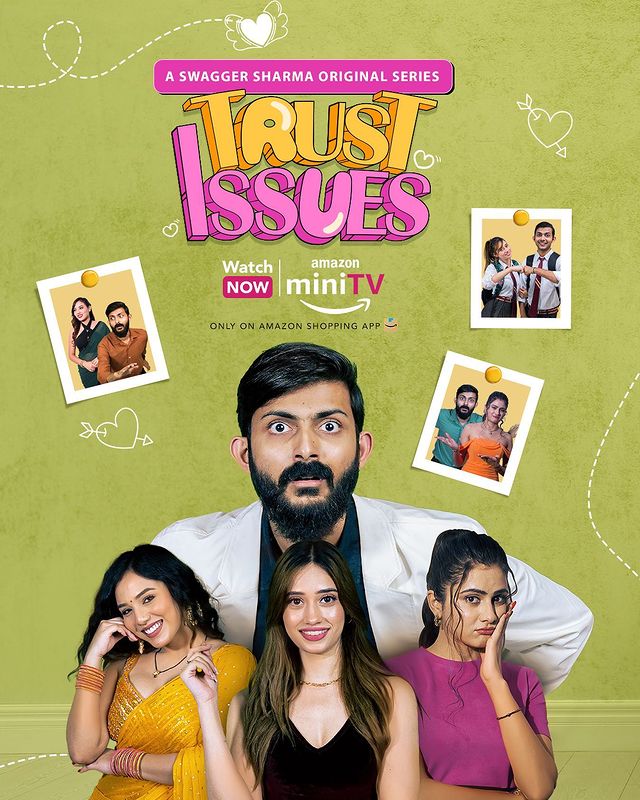 A SWAGGER SHARMA ORIGINAL SERIES
TRUST
ISSUES
Watch NOW
amazon miniTV
ONLY ON AMAZON SHOPPING APP